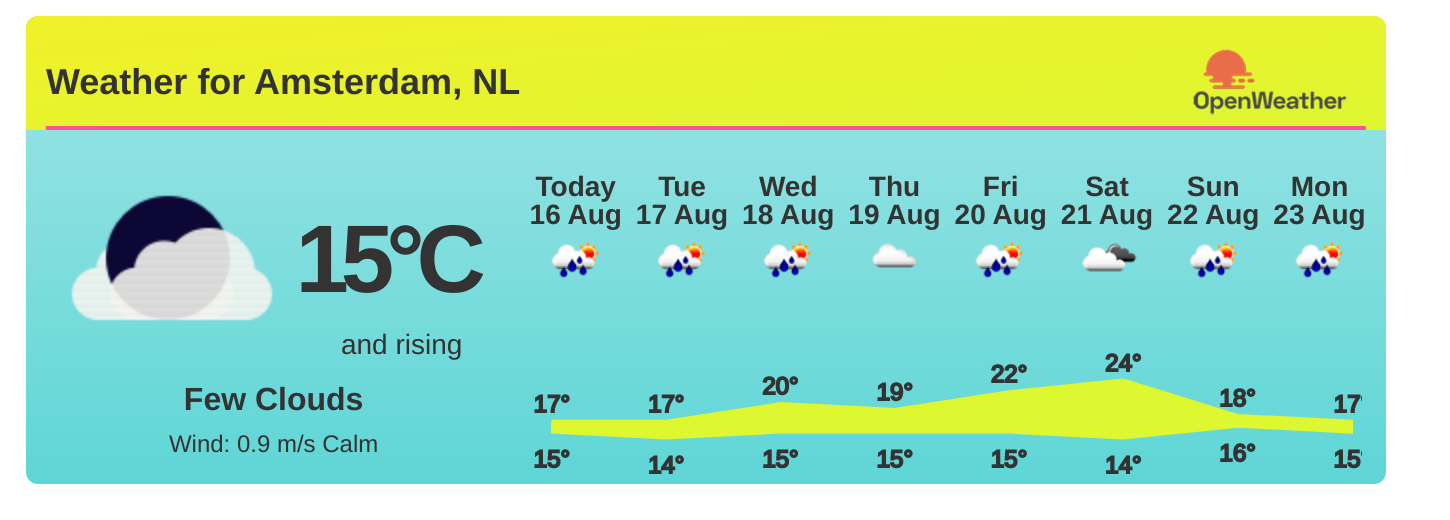 Weather for Amsterdam, NL
OpenWeather
15°C
and rising
Few Clouds
Wind: 0.9 m/s Calm
Today Tue Wed Thu Fri Sat Sun Mon
16 Aug 17 Aug 18 Aug 19 Aug 20 Aug 21 Aug 22 Aug 23 Aug
17° 17° 20° 19° 22° 24° 18° 17°
15° 14° 15° 15° 15° 14° 16° 15°